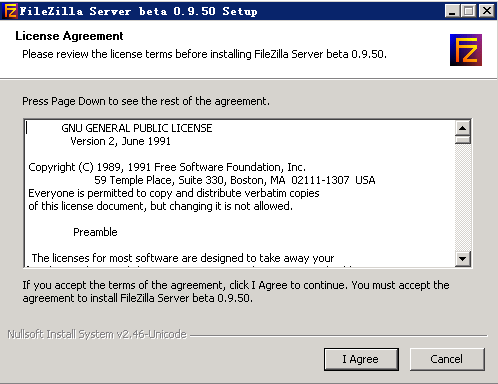 FileZilla Server beta 0.9.50 Setup
License Agreement
Please review the license terms before installing FileZilla Server beta 0.9.50.
Press Page Down to see the rest of the agreement.
GNU GENERAL PUBLIC LICENSE
Version 2, June 1991
Copyright (C) 1989, 1991 Free Software Foundation, Inc.
59 Temple Place, Suite 330, Boston, MA  02111-1307  USA
Everyone is permitted to copy and distribute verbatim copies
of this license document, but changing it is not allowed.
Preamble
The licenses for most software are designed to take away your
If you accept the terms of the agreement, click I Agree to continue. You must accept the
agreement to install FileZilla Server beta 0.9.50.
Nullsoft Install System v2.46-Unicode
I Agree
Cancel